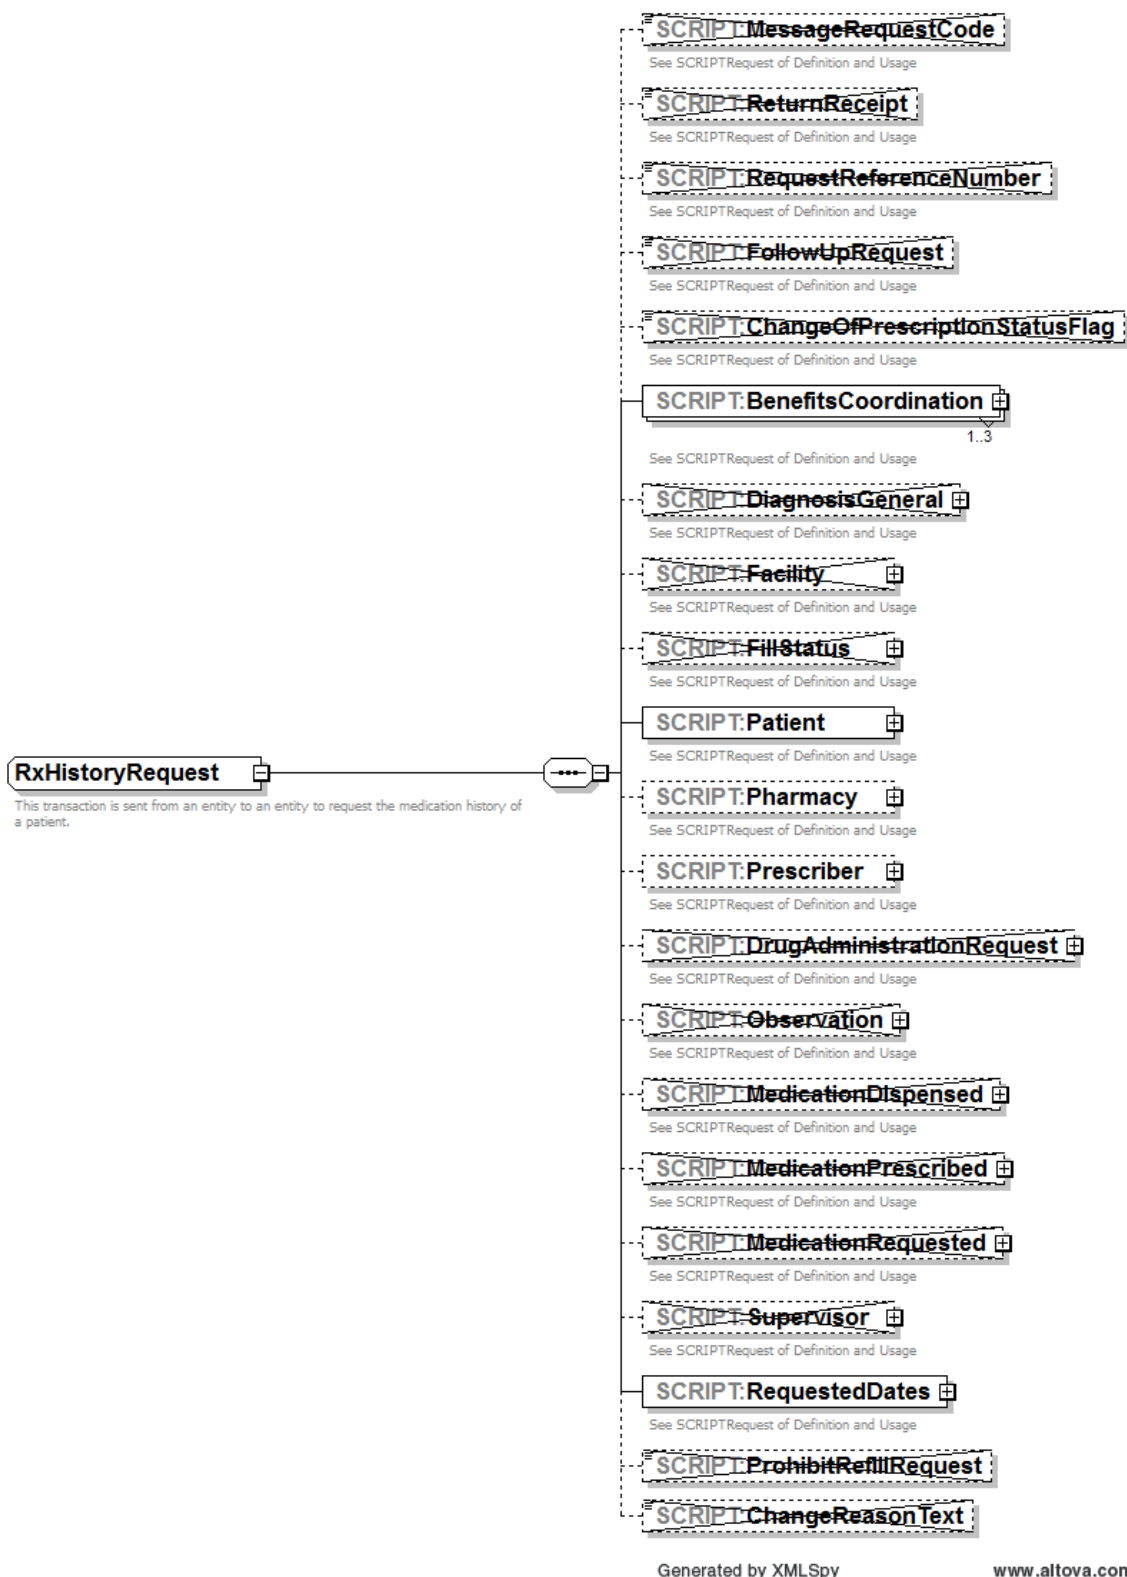 SCRIPT:MessageRequestCode
See SCRIPTRequest of Definition and Usage
SCRIPT:ReturnReceipt
See SCRIPTRequest of Definition and Usage
SCRIPT:RequestReferenceNumber
See SCRIPTRequest of Definition and Usage
SCRIPT:FollowUpRequest
See SCRIPTRequest of Definition and Usage
SCRIPT:ChangeOfPrescriptionStatusFlag
See SCRIPTRequest of Definition and Usage
SCRIPT:BenefitsCoordination
1..3
See SCRIPTRequest of Definition and Usage
SCRIPT:DiagnosisGeneral
See SCRIPTRequest of Definition and Usage
SCRIPT:Facility
See SCRIPTRequest of Definition and Usage
SCRIPT:FillStatus
See SCRIPTRequest of Definition and Usage
SCRIPT:Patient
See SCRIPTRequest of Definition and Usage
RxHistoryRequest
This transaction is sent from an entity to an entity to request the medication history of
a patient.
SCRIPT:Pharmacy
See SCRIPTRequest of Definition and Usage
SCRIPT:Prescriber
See SCRIPTRequest of Definition and Usage
SCRIPT:DrugAdministrationRequest
See SCRIPTRequest of Definition and Usage
SCRIPT:Observation
See SCRIPTRequest of Definition and Usage
SCRIPT:MedicationDispensed
See SCRIPTRequest of Definition and Usage
SCRIPT:MedicationPrescribed
See SCRIPTRequest of Definition and Usage
SCRIPT:MedicationRequested
See SCRIPTRequest of Definition and Usage
SCRIPT:Supervisor
See SCRIPTRequest of Definition and Usage
SCRIPT:RequestedDates
See SCRIPTRequest of Definition and Usage
SCRIPT:ProhibitRefillRequest
SCRIPT:ChangeReasonText
Generated by XMLSpy www.altova.com